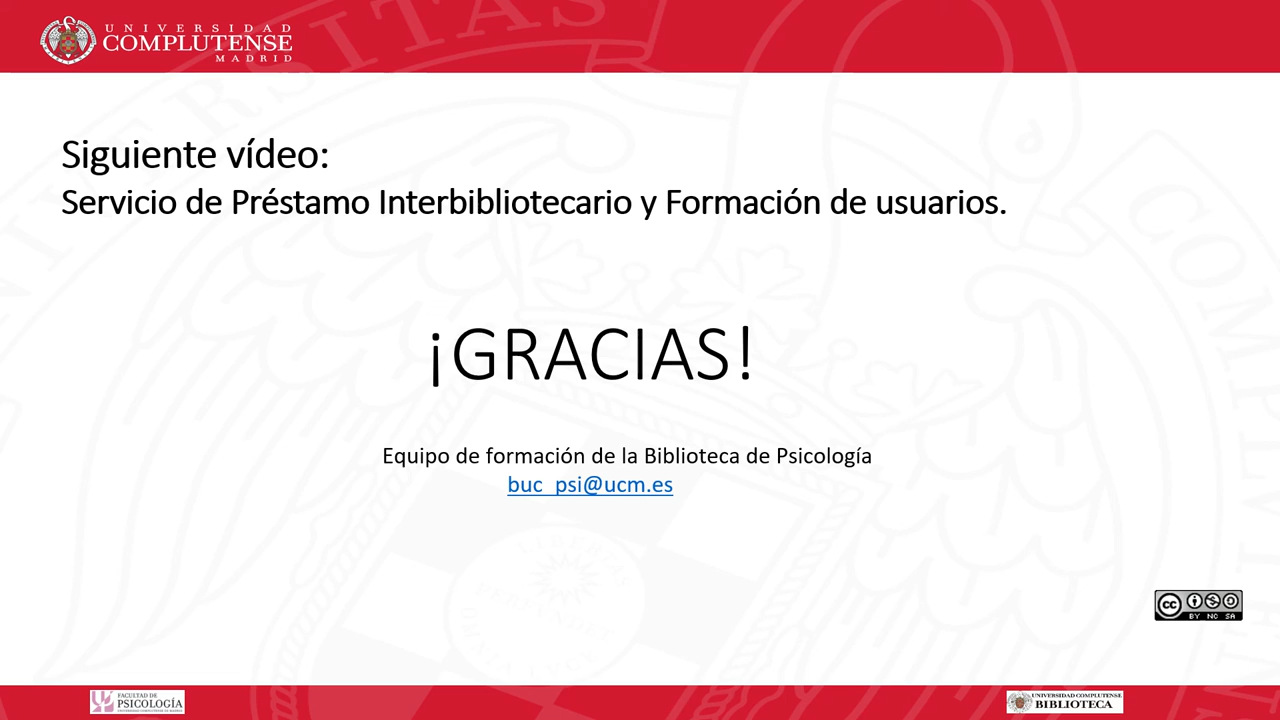 UNIVERSIDAD
COMPLUTENSE
MADRID
Siguiente vídeo:
Servicio de Préstamo Interbibliotecario y Formación de usuarios.
¡GRACIAS!
Equipo de formación de la Biblioteca de Psicología
buc_psi@ucm.es
cc
BY NC SA
FACULTAD DE
PSICOLOGÍA
UNIVERSIDAD COMPLUTENSE
BIBLIOTECA